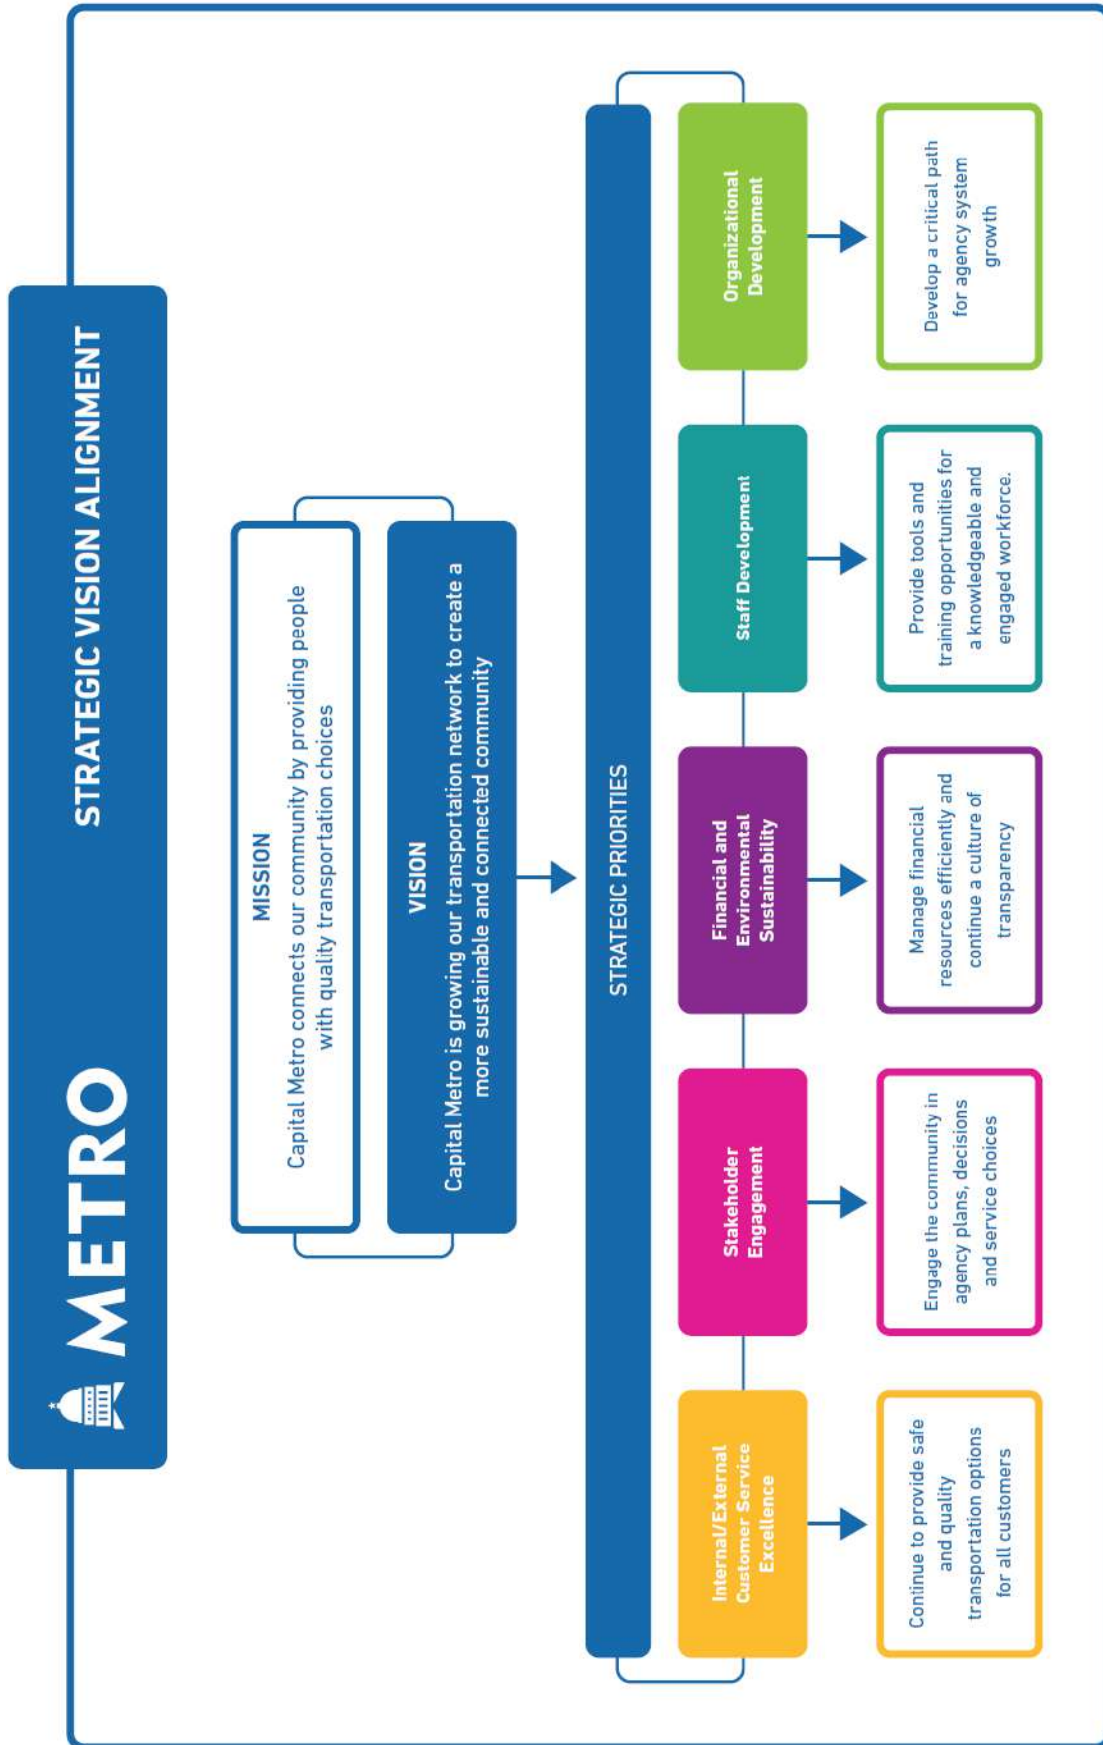 METRO
STRATEGIC VISION ALIGNMENT
MISSION
Capital Metro connects our community by providing people
with quality transportation choices
VISION
Capital Metro is growing our transportation network to create a
more sustainable and connected community
STRATEGIC PRIORITIES
Internal/External
Customer Service
Excellence
Continue to provide safe
and quality
transportation options
for all customers
Stakeholder
Engagement
Engage the community in
agency plans, decisions
and service choices
Financial and
Environmental
Sustainability
Manage financial
resources efficiently and
continue a culture of
transparency
Staff Development
Provide tools and
training opportunities for
a knowledgeable and
engaged workforce.
Organizational
Development
Develop a critical path
for agency system
growth